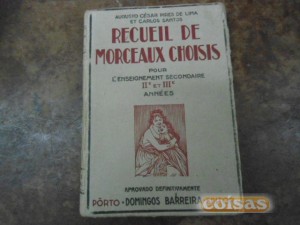 AUGUSTO CÉSAR PIRES DE LIMA
ET CARLOS SANTOS
RECUEIL DE
MORCEAUX CHOISIS
POUR
L'ENSEIGNEMENT SECONDAIRE
IIe ET IIIe
ANNÉES
APROVADO DEFINITIVAMENTE
PÔRTO - DOMINGOS BARREIRA
coisas